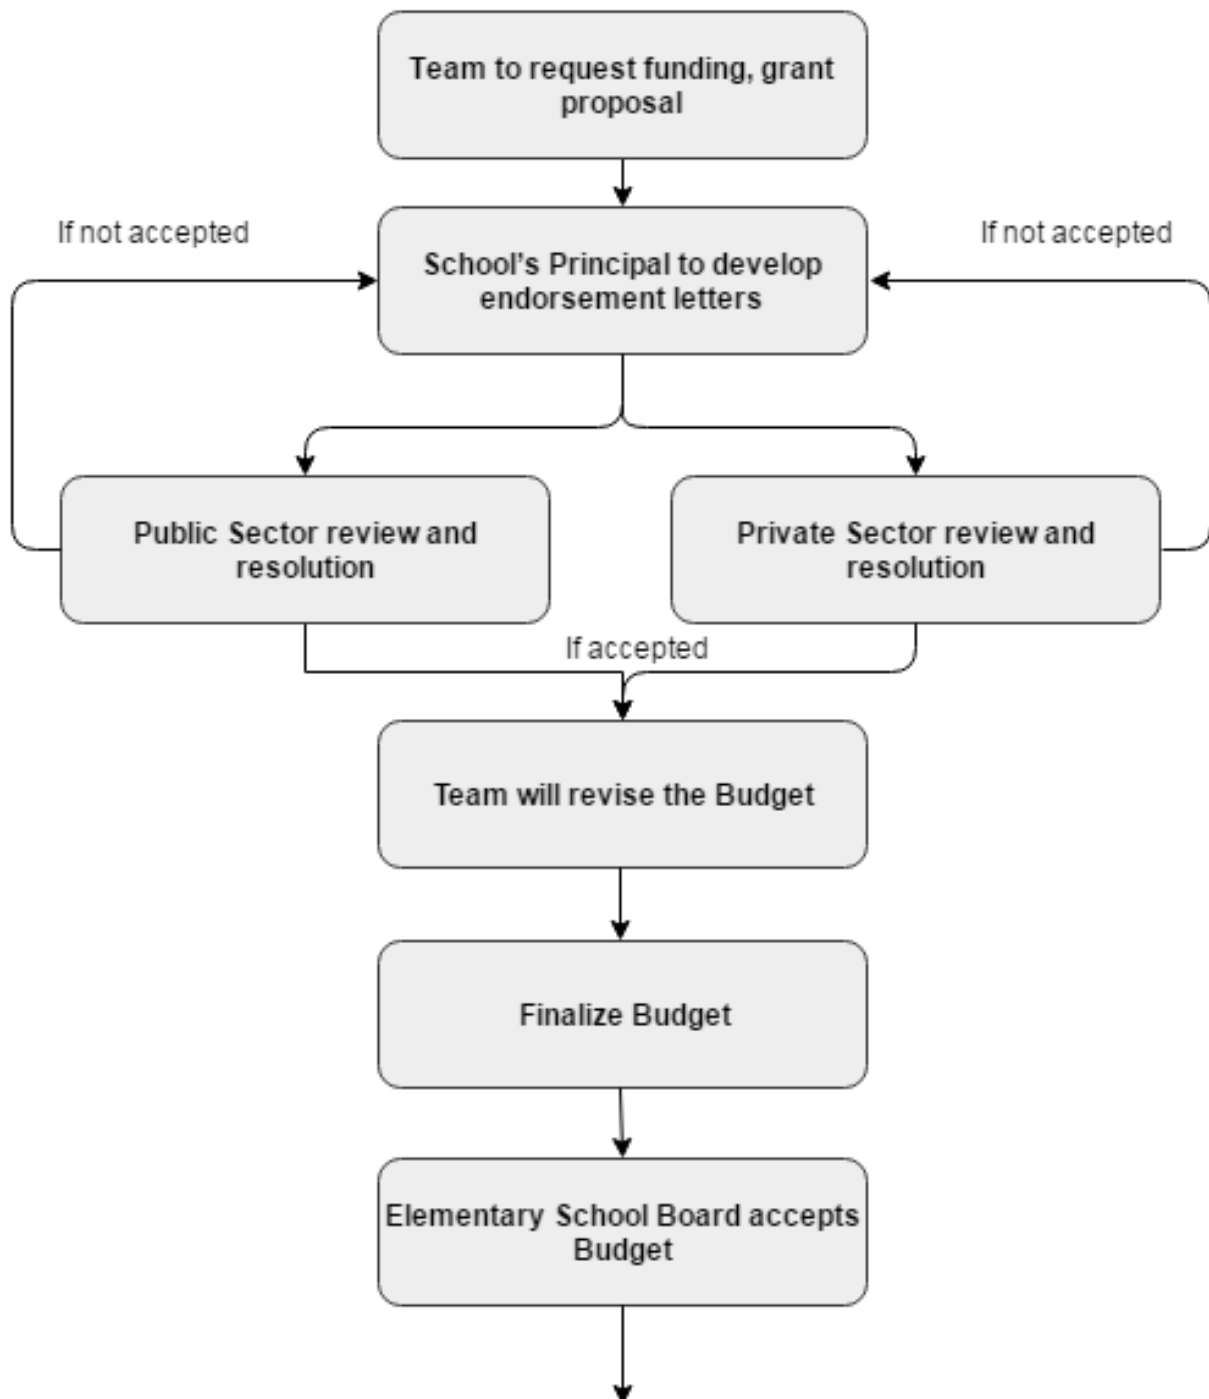 Team to request funding, grant
proposal
If not accepted
If not accepted
School's Principal to develop
endorsement letters
Public Sector review and
resolution
Private Sector review and
resolution
If accepted
Team will revise the Budget
Finalize Budget
Elementary School Board accepts
Budget